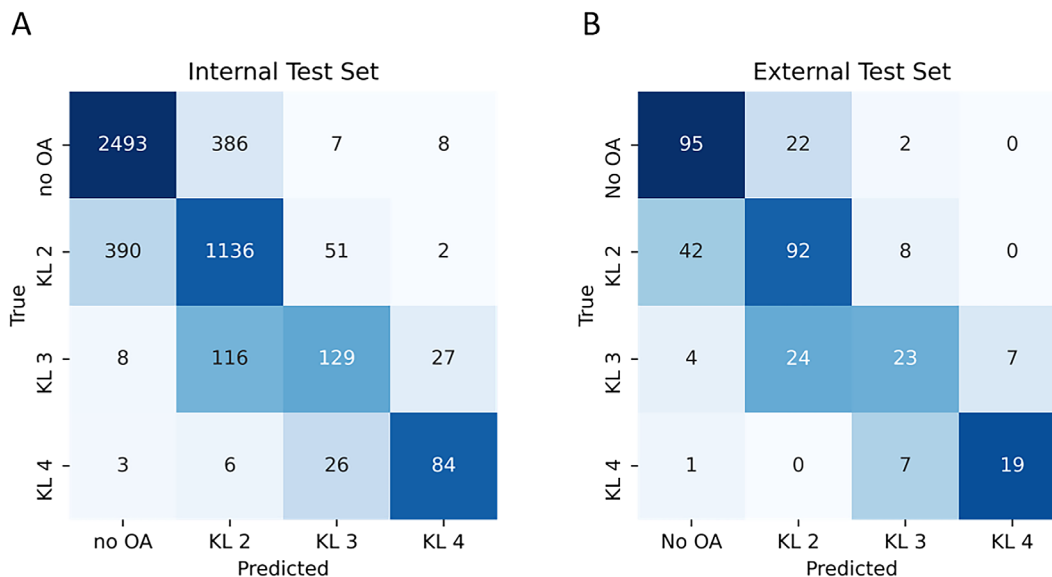 A
B
Internal Test Set
External Test Set
no OA 2493 386 7 8
KL 2 390 1136 51 2
KL 3 8 116 129 27
KL 4 3 6 26 84
True
no OA KL 2 KL 3 KL 4
Predicted
No OA 95 22 2 0
KL 2 42 92 8 0
KL 3 4 24 23 7
KL 4 1 0 7 19
True
No OA KL 2 KL 3 KL 4
Predicted